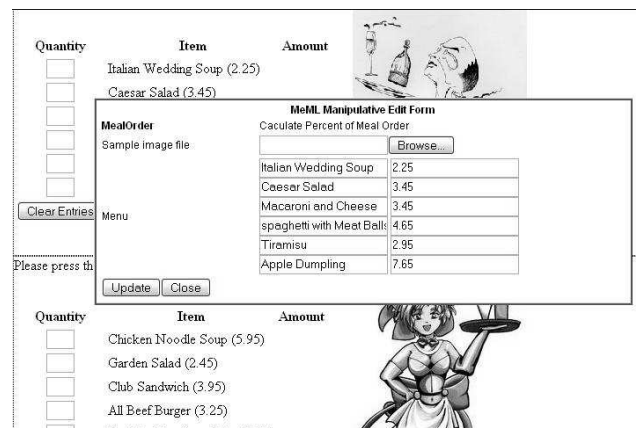 Quantity Item Amount
Italian Wedding Soup (2.25)
Caesar Salad (3.45)
MeML Manipulative Edit Form
MealOrder Caculate Percent of Meal Order
Sample image file Browse...
Italian Wedding Soup 2.25
Caesar Salad 3.45
Macaroni and Cheese 3.45
Menu
spaghetti with Meat Balls 4.65
Tiramisu 2.95
Apple Dumpling 7.65
Clear Entries
Please press th
Update Close
Quantity Item Amount
Chicken Noodle Soup (5.95)
Garden Salad (2.45)
Club Sandwich (3.95)
All Beef Burger (3.25)